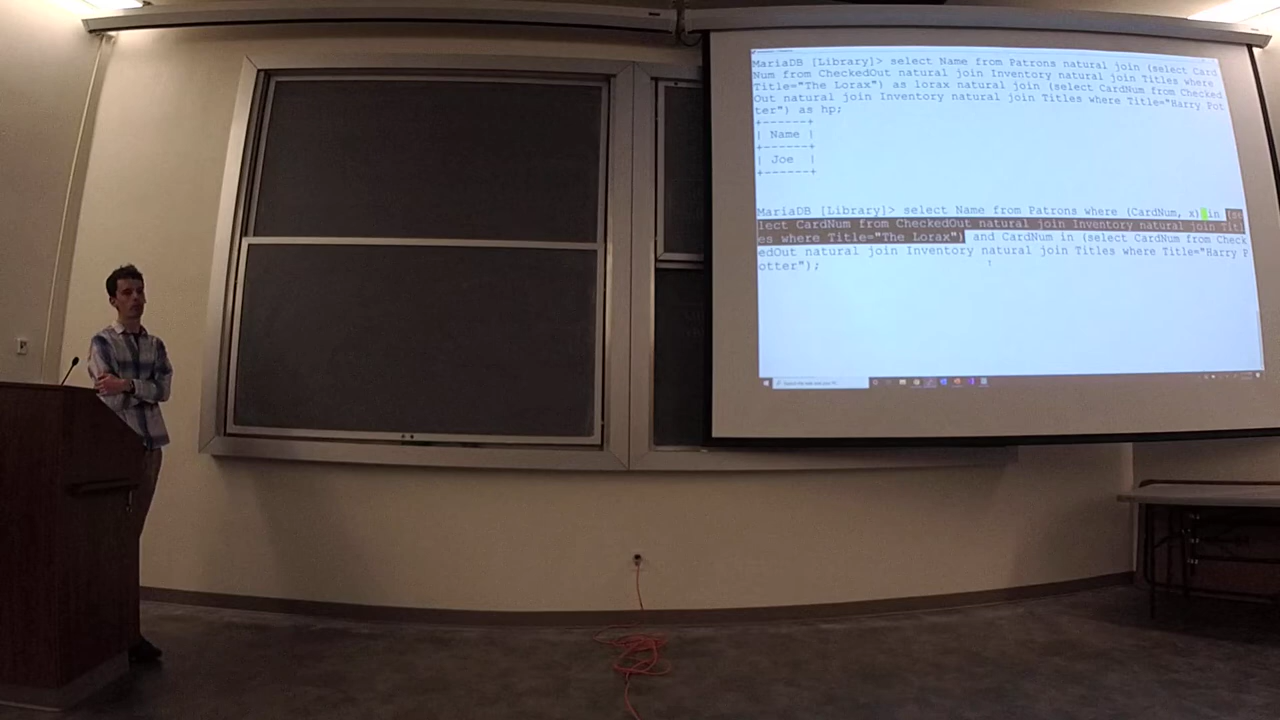 MariaDB [Library]> select Name from Patrons natural join (select Card
Num from CheckedOut natural join Inventory natural join Titles where
Title="The Lorax") as lorax natural join (select CardNum from Checked
Out natural join Inventory natural join Titles where Title="Harry Pot
ter") as hp;
+------+
| Name |
+------+
| Joe |
+------+
MariaDB [Library]> select Name from Patrons where (CardNum, x) in (se
lect CardNum from CheckedOut natural join Inventory natural join Titl
es where Title="The Lorax") and CardNum in (select CardNum from Check
edOut natural join Inventory natural join Titles where Title="Harry P
otter");